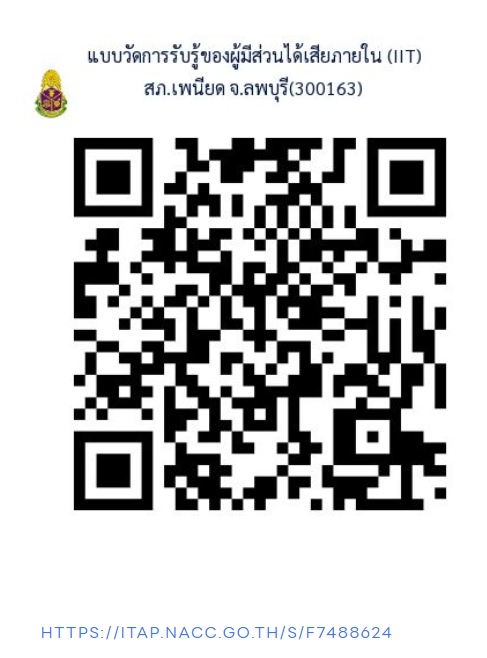 แบบวัดการรับรู้ของผู้มีส่วนได้เสียภายใน (IIT)
สภ.เพนียด จ.ลพบุรี(300163)
HTTPS://ITAP.NACC.GO.TH/S/F7488624